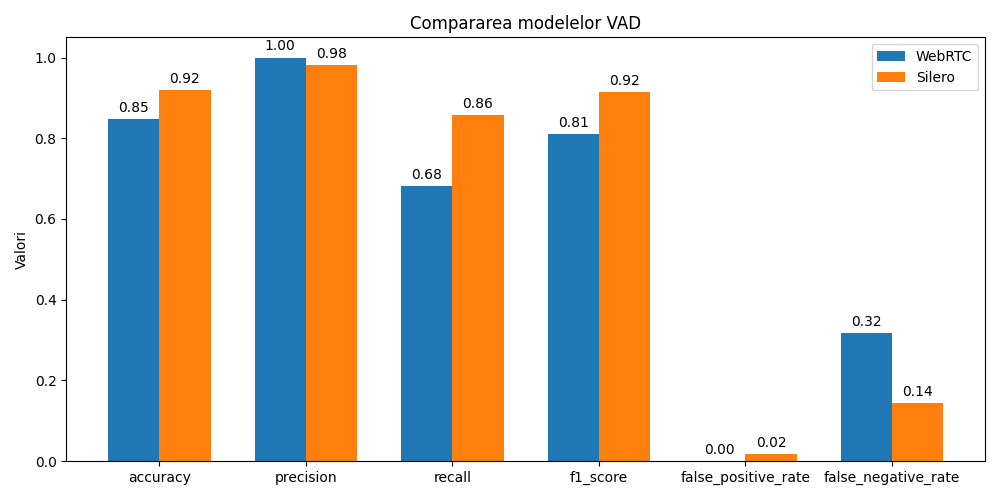 Compararea modelelor VAD
WebRTC
Silero
Valori
1.0
0.8
0.6
0.4
0.2
0.0
0.85
0.92
1.00
0.98
0.68
0.86
0.81
0.92
0.00
0.02
0.32
0.14
accuracy
precision
recall
f1_score
false_positive_rate
false_negative_rate